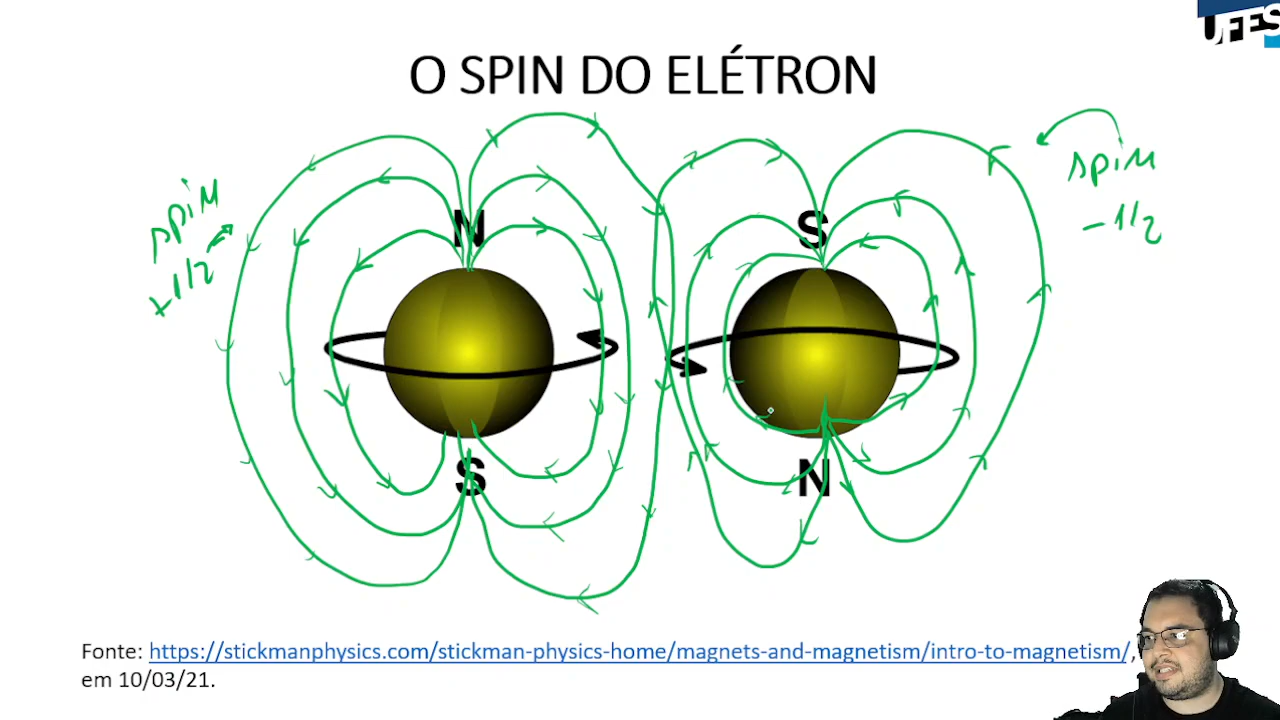 UFES
O SPIN DO ELÉTRON
spin
+1/2
N
S
S
N
spin
-1/2
Fonte: https://stickmanphysics.com/stickman-physics-home/magnets-and-magnetism/intro-to-magnetism/,
em 10/03/21.